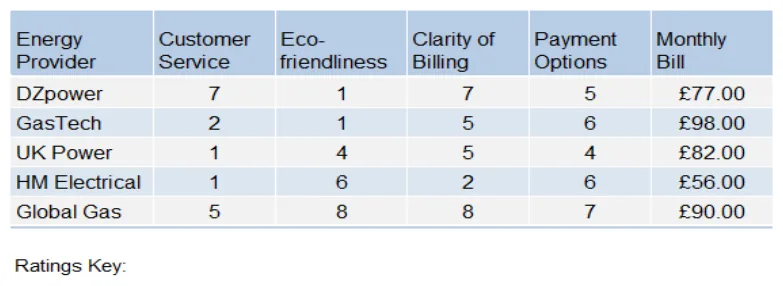 Energy Provider Customer Service Eco-friendliness Clarity of Billing Payment Options Monthly Bill
DZpower 7 1 7 5 £77.00
GasTech 2 1 5 6 £98.00
UK Power 1 4 5 4 £82.00
HM Electrical 1 6 2 6 £56.00
Global Gas 5 8 8 7 £90.00
Ratings Key: